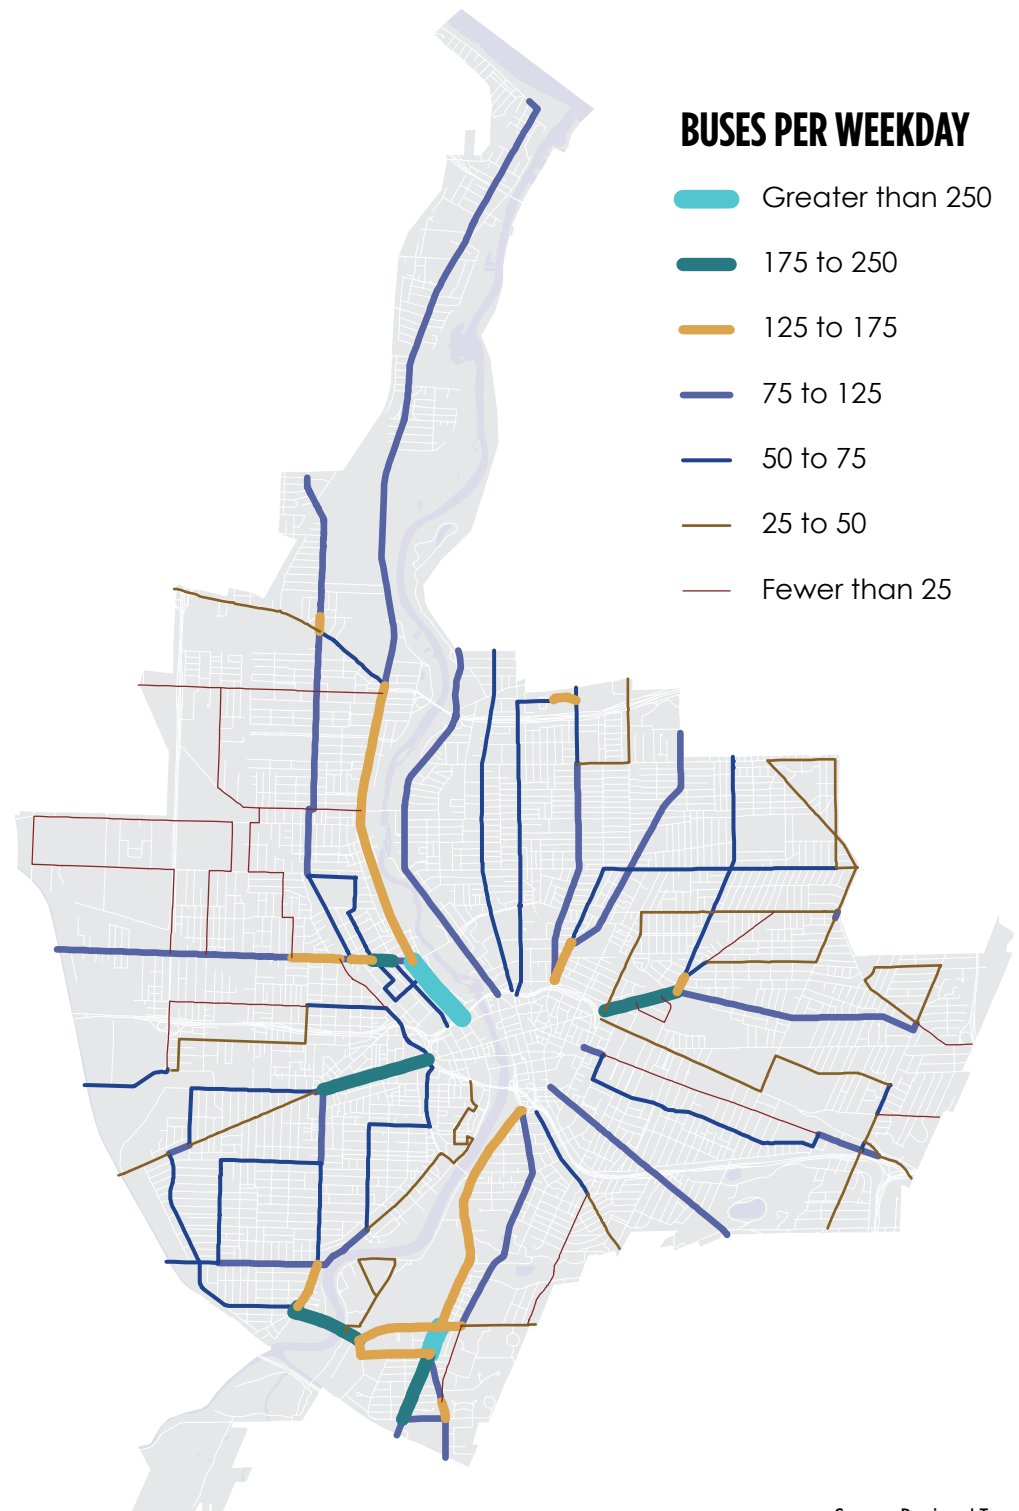 BUSES PER WEEKDAY
Greater than 250
175 to 250
125 to 175
75 to 125
50 to 75
25 to 50
Fewer than 25